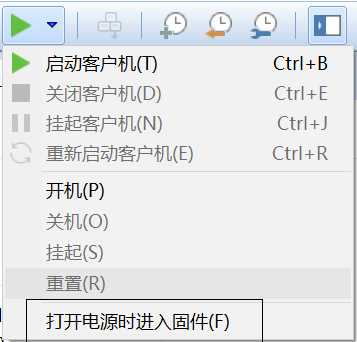 启动客户机(T) Ctrl+B
关闭客户机(D) Ctrl+E
挂起客户机(N) Ctrl+J
重新启动客户机(E) Ctrl+R
开机(P)
关机(O)
挂起(S)
重置(R)
打开电源时进入固件(F)